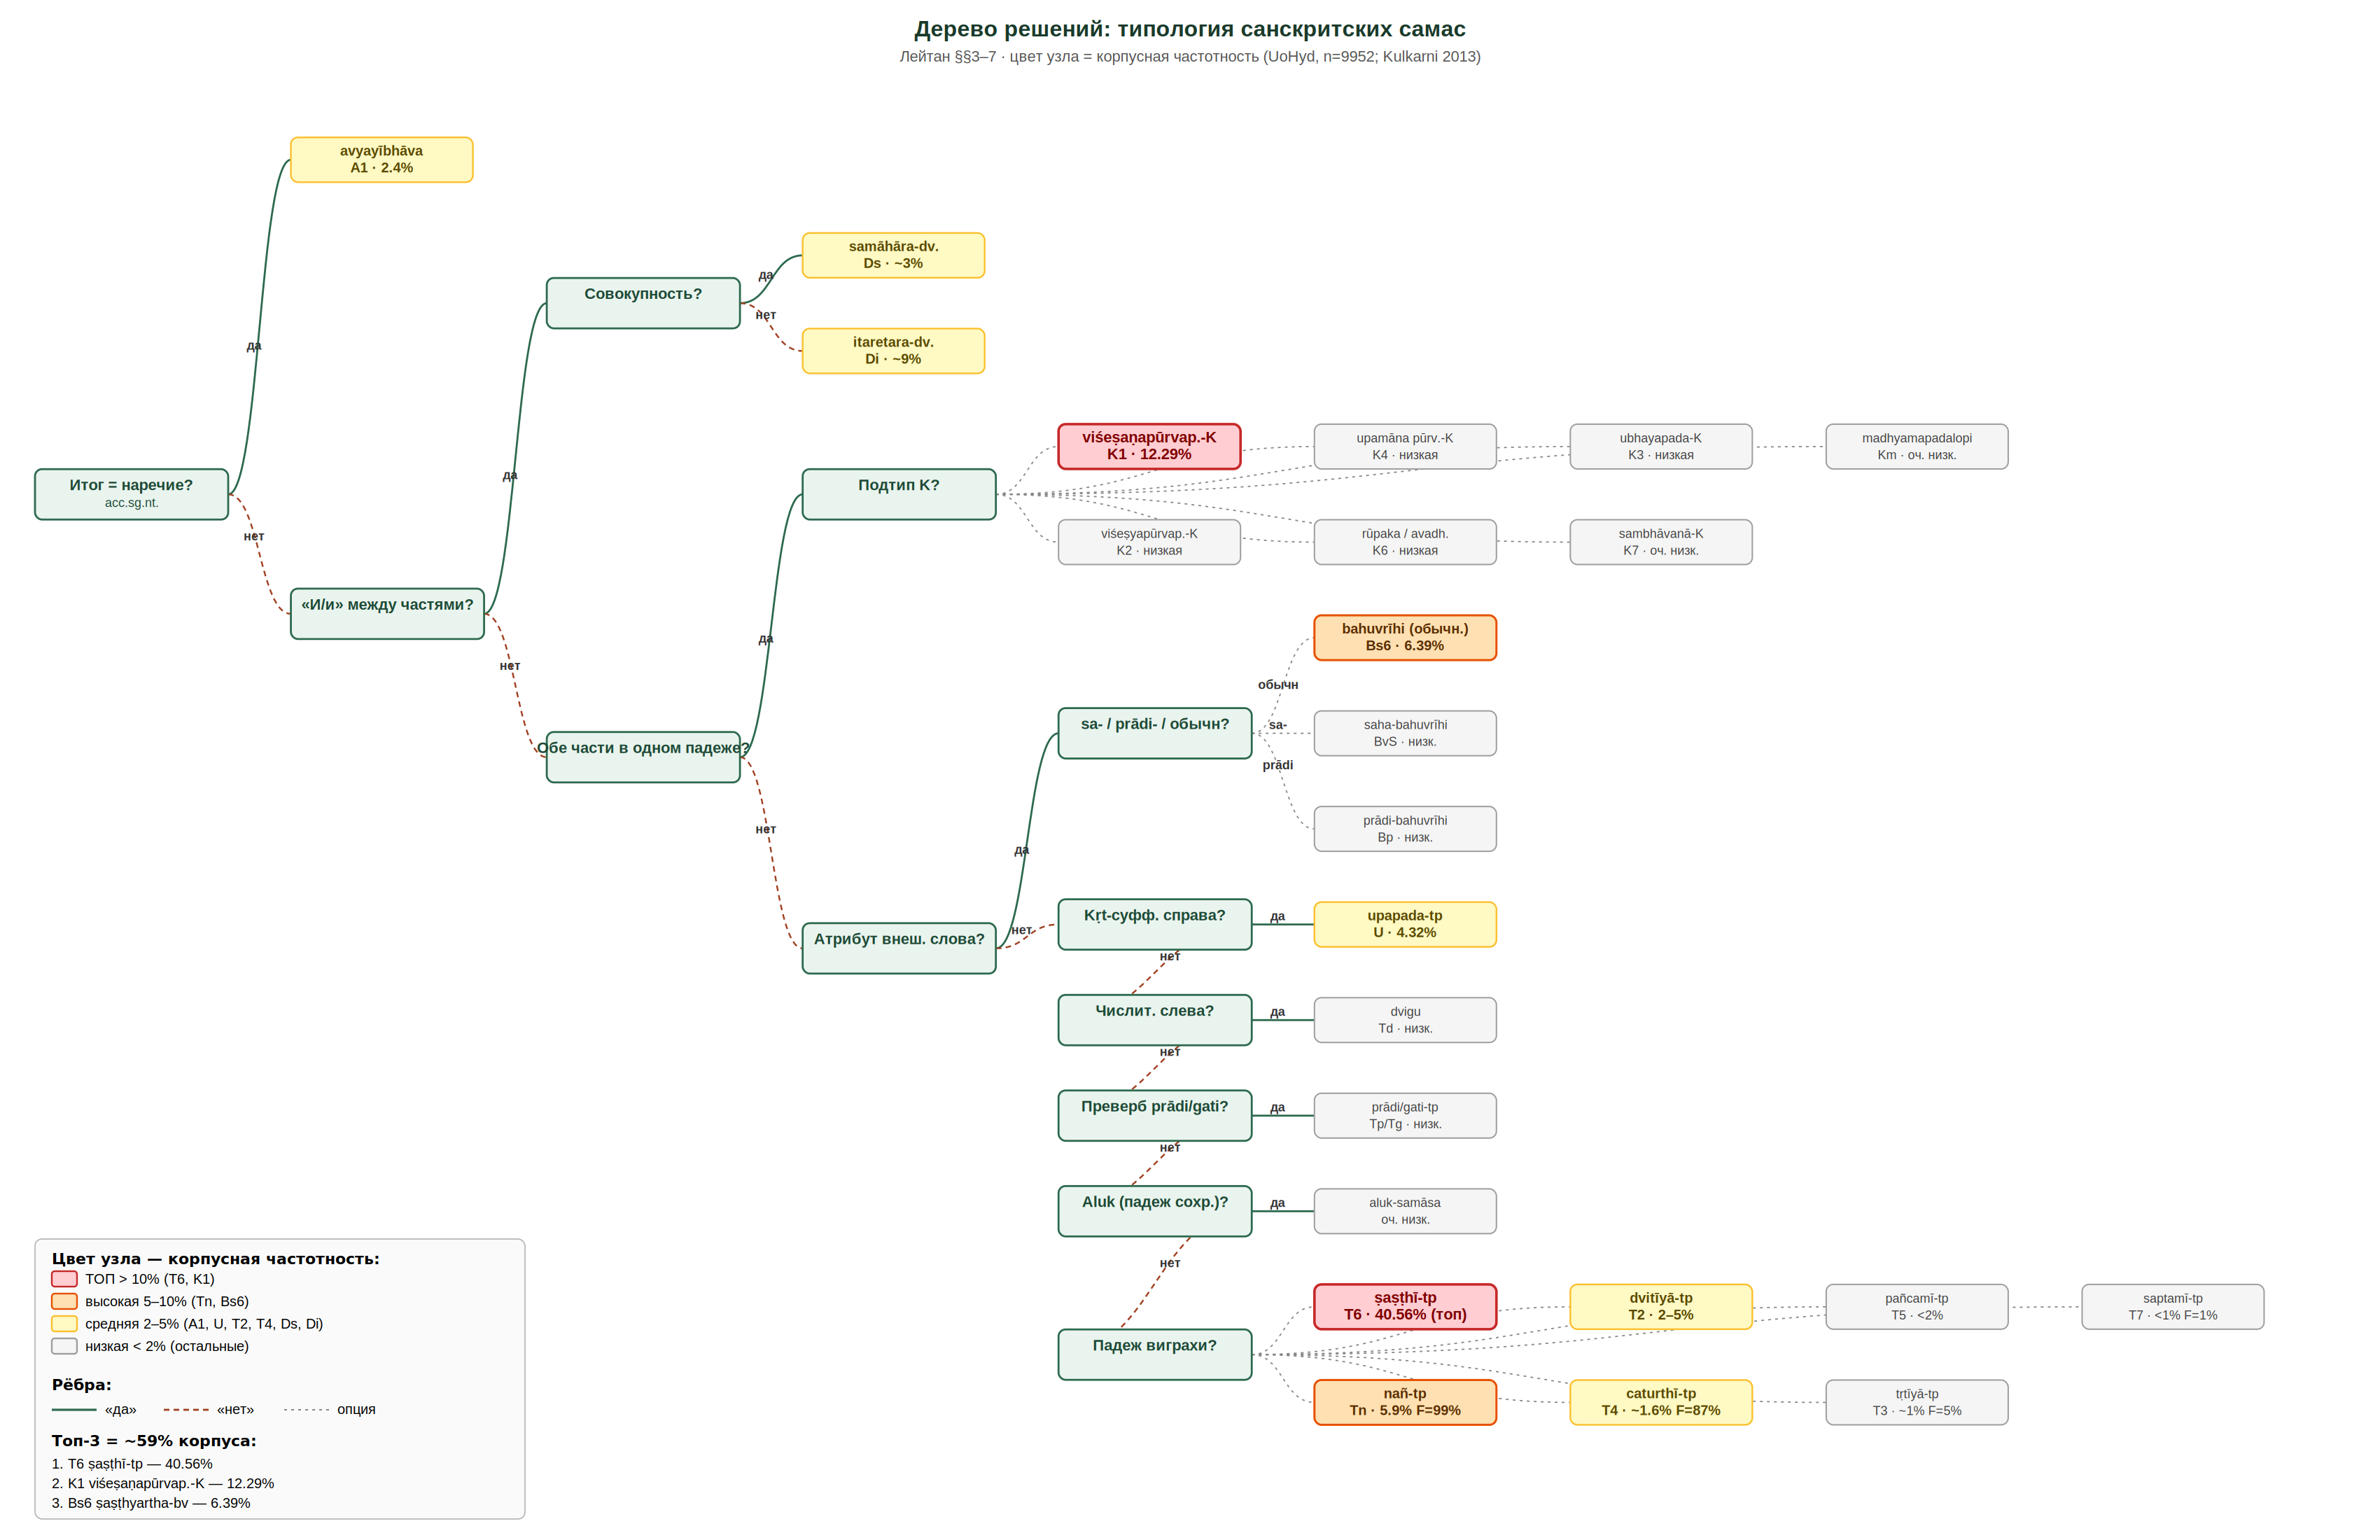 Дерево решений: типология санскритских самас
Лейтан §§3–7 · цвет узла = корпусная частотность (UoHyd, n=9952; Kulkarni 2013)
avyayībhāva
A1 · 2.4%
samāhāra-dv.
Ds · ~3%
Совокупность?
да
нет
itaretara-dv.
Di · ~9%
да
viśeṣaṇapūrvap.-K
K1 · 12.29%
upamāna pūrv.-K
K4 · низкая
ubhayapada-K
K3 · низкая
madhyamapadalopi
Km · оч. низк.
Итог = наречие?
acc.sg.nt.
да
Подтип K?
нет
viśeṣyapūrvap.-K
K2 · низкая
rūpaka / avadh.
K6 · низкая
sambhāvanā-K
K7 · оч. низк.
«И/и» между частями?
да
нет
bahuvrīhi (обычн.)
Bs6 · 6.39%
обычн
sa- / prādi- / обычн?
sa-
saha-bahuvrīhi
BvS · низк.
prādi
Обе части в одном падеже?
нет
prādi-bahuvrīhi
Bp · низк.
да
Атрибут внеш. слова?
нет
Kṛt-суфф. справа?
да
upapada-tp
U · 4.32%
нет
Числит. слева?
да
dvigu
Td · низк.
нет
Преверб prādi/gati?
да
prādi/gati-tp
Tp/Tg · низк.
нет
Aluk (падеж сохр.)?
да
aluk-samāsa
оч. низк.
нет
Падеж виграхи?
ṣaṣṭhī-tp
T6 · 40.56% (топ)
dvitīyā-tp
T2 · 2–5%
pañcamī-tp
T5 · <2%
saptamī-tp
T7 · <1% F=1%
nañ-tp
Tn · 5.9% F=99%
caturthī-tp
T4 · ~1.6% F=87%
tṛtīyā-tp
T3 · ~1% F=5%
Цвет узла — корпусная частотность:
ТОП > 10% (T6, K1)
высокая 5–10% (Tn, Bs6)
средняя 2–5% (A1, U, T2, T4, Ds, Di)
низкая < 2% (остальные)
Рёбра:
«да»
«нет»
опция
Топ-3 = ~59% корпуса:
1. T6 ṣaṣṭhī-tp — 40.56%
2. K1 viśeṣaṇapūrvap.-K — 12.29%
3. Bs6 ṣaṣṭhyartha-bv — 6.39%